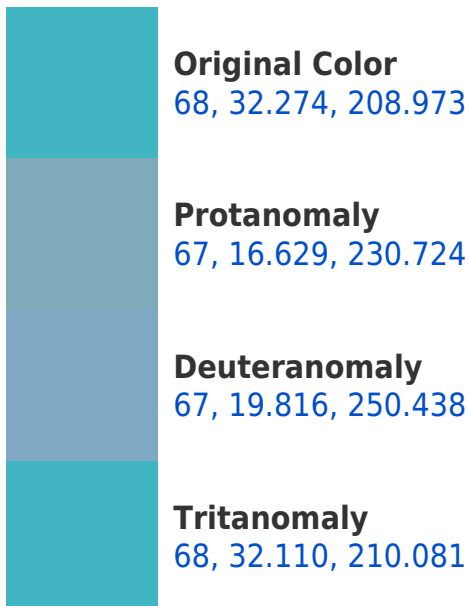 Original Color
68, 32.274, 208.973
Protanomaly
67, 16.629, 230.724
Deuteranomaly
67, 19.816, 250.438
Tritanomaly
68, 32.110, 210.081